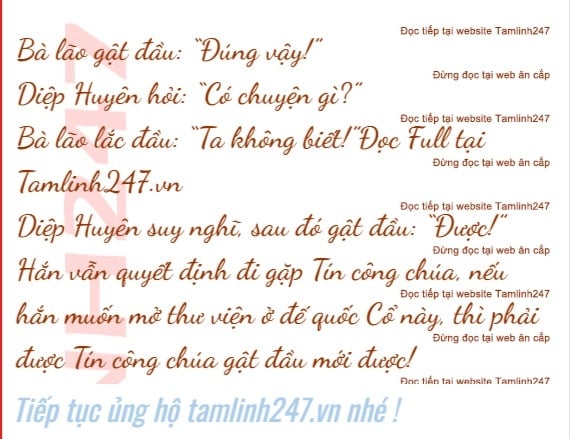 Đọc tiếp tại website Tamlinh247
Bà lão gật đầu: “Đúng vậy!”
Đừng đọc tại web ăn cắp
Diệp Huyên hỏi: “Có chuyện gì?”
Đọc tiếp tại website Tamlinh247
Bà lão lắc đầu: “Ta không biết!”Đọc Full tại
Đừng đọc tại web ăn cắp
Tamlinh247.vn
Đọc tiếp tại website Tamlinh247
Diệp Huyên suy nghĩ, sau đó gật đầu: “Được!”
Đừng đọc tại web ăn cắp
Hắn vẫn quyết định đi gặp Tín công chúa, nếu
Đọc tiếp tại website Tamlinh247
hắn muốn mở thư viện ở đế quốc Cổ này, thì phải
Đừng đọc tại web ăn cắp
được Tín công chúa gật đầu mới được!
Đọc tiếp tại website Tamlinh247
Tiếp tục ủng hộ tamlinh247.vn nhé !
NH247